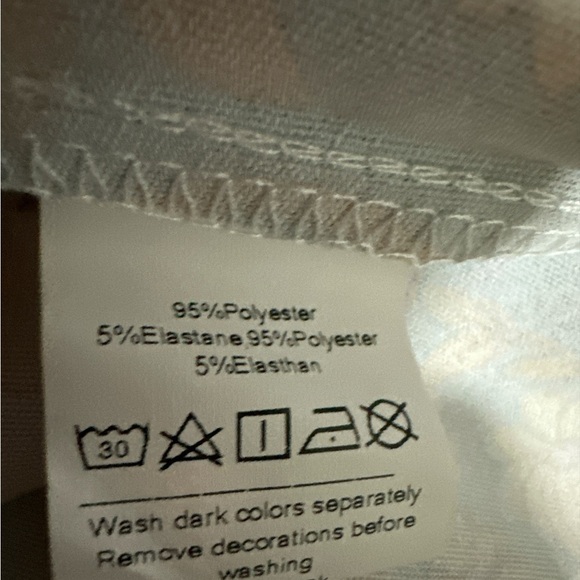 95%Polyester
5%Elastane,95%Polyester
5%Elasthan
30
Wash dark colors separately
Remove decorations before
washing